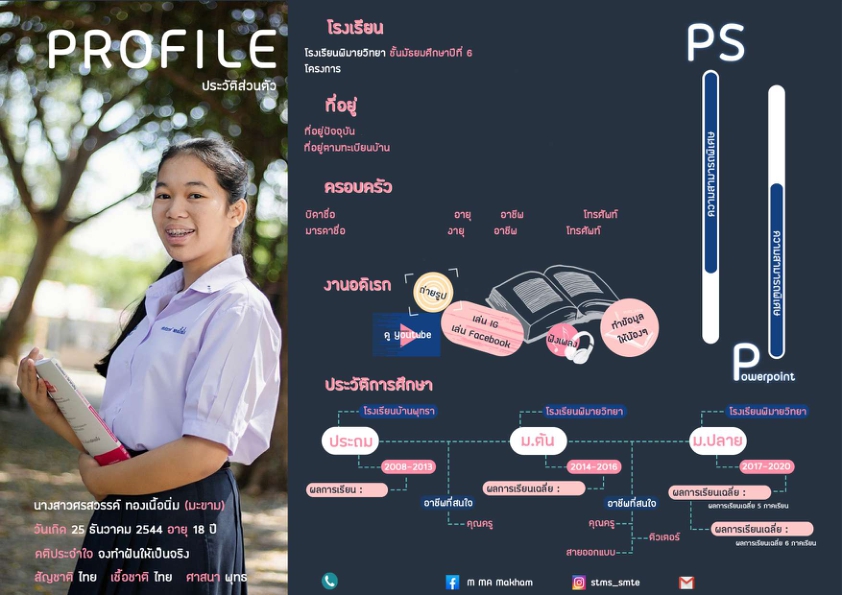 PROFILE
ประวัติส่วนตัว
นางสาวศรสวรรค์ ทองเนื้อนิ่ม (มะขาม)
วันเกิด 25 ธันวาคม 2544 อายุ 18 ปี
คติประจำใจ จงทำฝันให้เป็นจริง
สัญชาติ ไทย เชื้อชาติ ไทย ศาสนา พุทธ
โรงเรียน
โรงเรียนพิมายวิทยา ชั้นมัธยมศึกษาปีที่ 6
โครงการ
ที่อยู่
ที่อยู่ปัจจุบัน
ที่อยู่ตามทะเบียนบ้าน
ครอบครัว
บิดาชื่อ อายุ อาชีพ โทรศัพท์
มารดาชื่อ อายุ อาชีพ โทรศัพท์
งานอดิเรก
ถ่ายรูป
ดู Youtube
เล่น IG
เล่น Facebook
ฟังเพลง
ทำข้อมูล
ให้น้องๆ
PS
ความสามารถพิเศษ
ความสามารถพิเศษ
Powerpoint
ประวัติการศึกษา
โรงเรียนบ้านพุทรา
โรงเรียนพิมายวิทยา
โรงเรียนพิมายวิทยา
ประถม
ม.ต้น
ม.ปลาย
2008-2013
2014-2016
2017-2020
ผลการเรียน :
ผลการเรียนเฉลี่ย :
ผลการเรียนเฉลี่ย :
ผลการเรียนเฉลี่ย 5 ภาคเรียน
อาชีพที่สนใจ
คุณครู
อาชีพที่สนใจ
คุณครู
ติวเตอร์
สายออกแบบ
ผลการเรียนเฉลี่ย :
ผลการเรียนเฉลี่ย 6 ภาคเรียน
M MA Makham
stms_smte